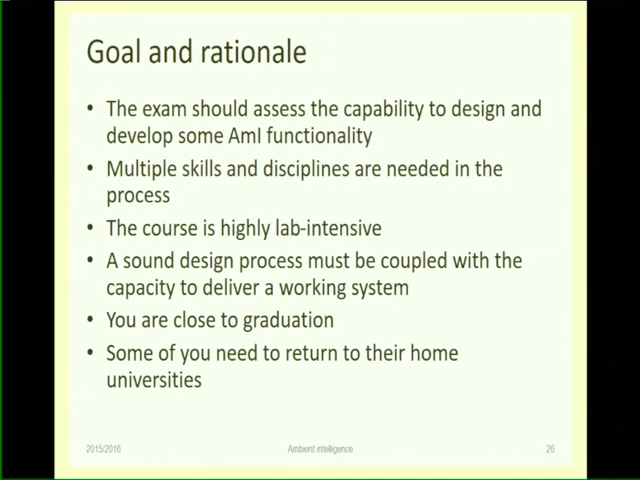 Goal and rationale
• The exam should assess the capability to design and
develop some AmI functionality
• Multiple skills and disciplines are needed in the
process
• The course is highly lab-intensive
• A sound design process must be coupled with the
capacity to deliver a working system
• You are close to graduation
• Some of you need to return to their home
universities
2015/2016
Ambient intelligence
26